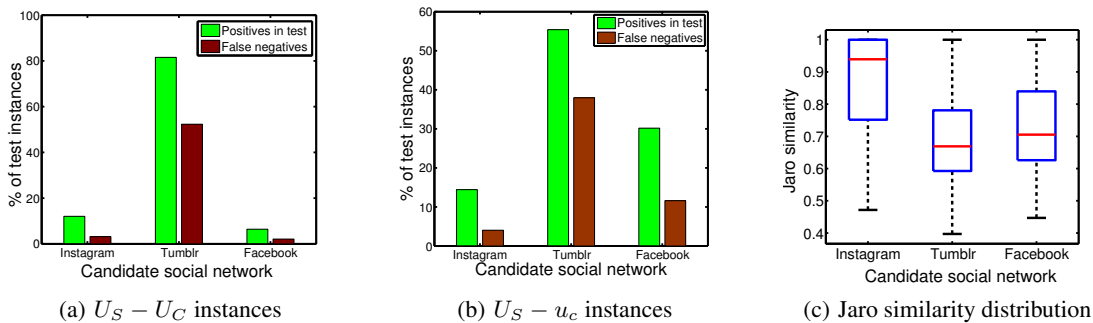 100
80
60
40
20
0
% of test instances
Positives in test
False negatives
Instagram Tumblr Facebook
Candidate social network
(a) U_S − U_C instances
60
50
40
30
20
10
0
% of test instances
Positives in test
False negatives
Instagram Tumblr Facebook
Candidate social network
(b) U_S − u_c instances
1
0.9
0.8
0.7
0.6
0.5
0.4
Jaro similarity
Instagram Tumblr Facebook
Candidate social network
(c) Jaro similarity distribution